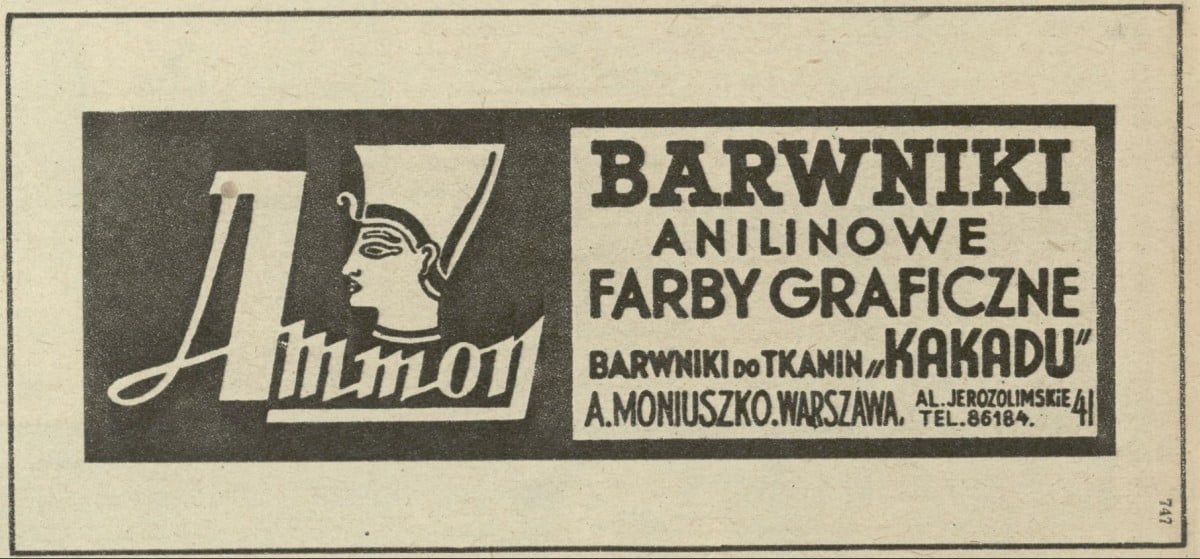 Ammon
BARWNIKI
ANILINOWE
FARBY GRAFICZNE
BARWNIKI DO TKANIN „KAKADU”
A. MONIUSZKO. WARSZAWA. AL. JEROZOLIMSKIE 41
TEL. 86184.
747